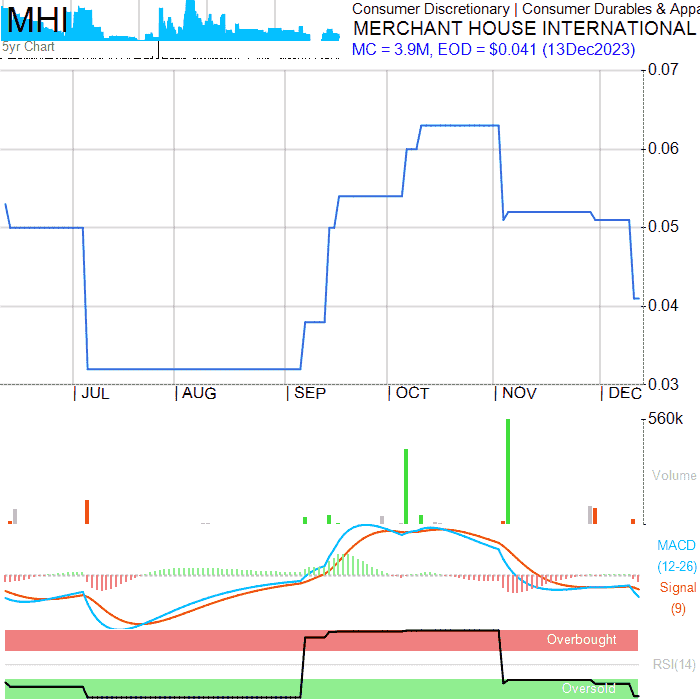 MHI
5yr Chart
Consumer Discretionary | Consumer Durables & Appa
MERCHANT HOUSE INTERNATIONAL
MC = 3.9M, EOD = $0.041 (13Dec2023)
0.07
0.06
0.05
0.04
0.03
| JUL | AUG | SEP | OCT | NOV | DEC
560k
Volume
MACD
(12-26)
Signal
(9)
Overbought
RSI(14)
Oversold